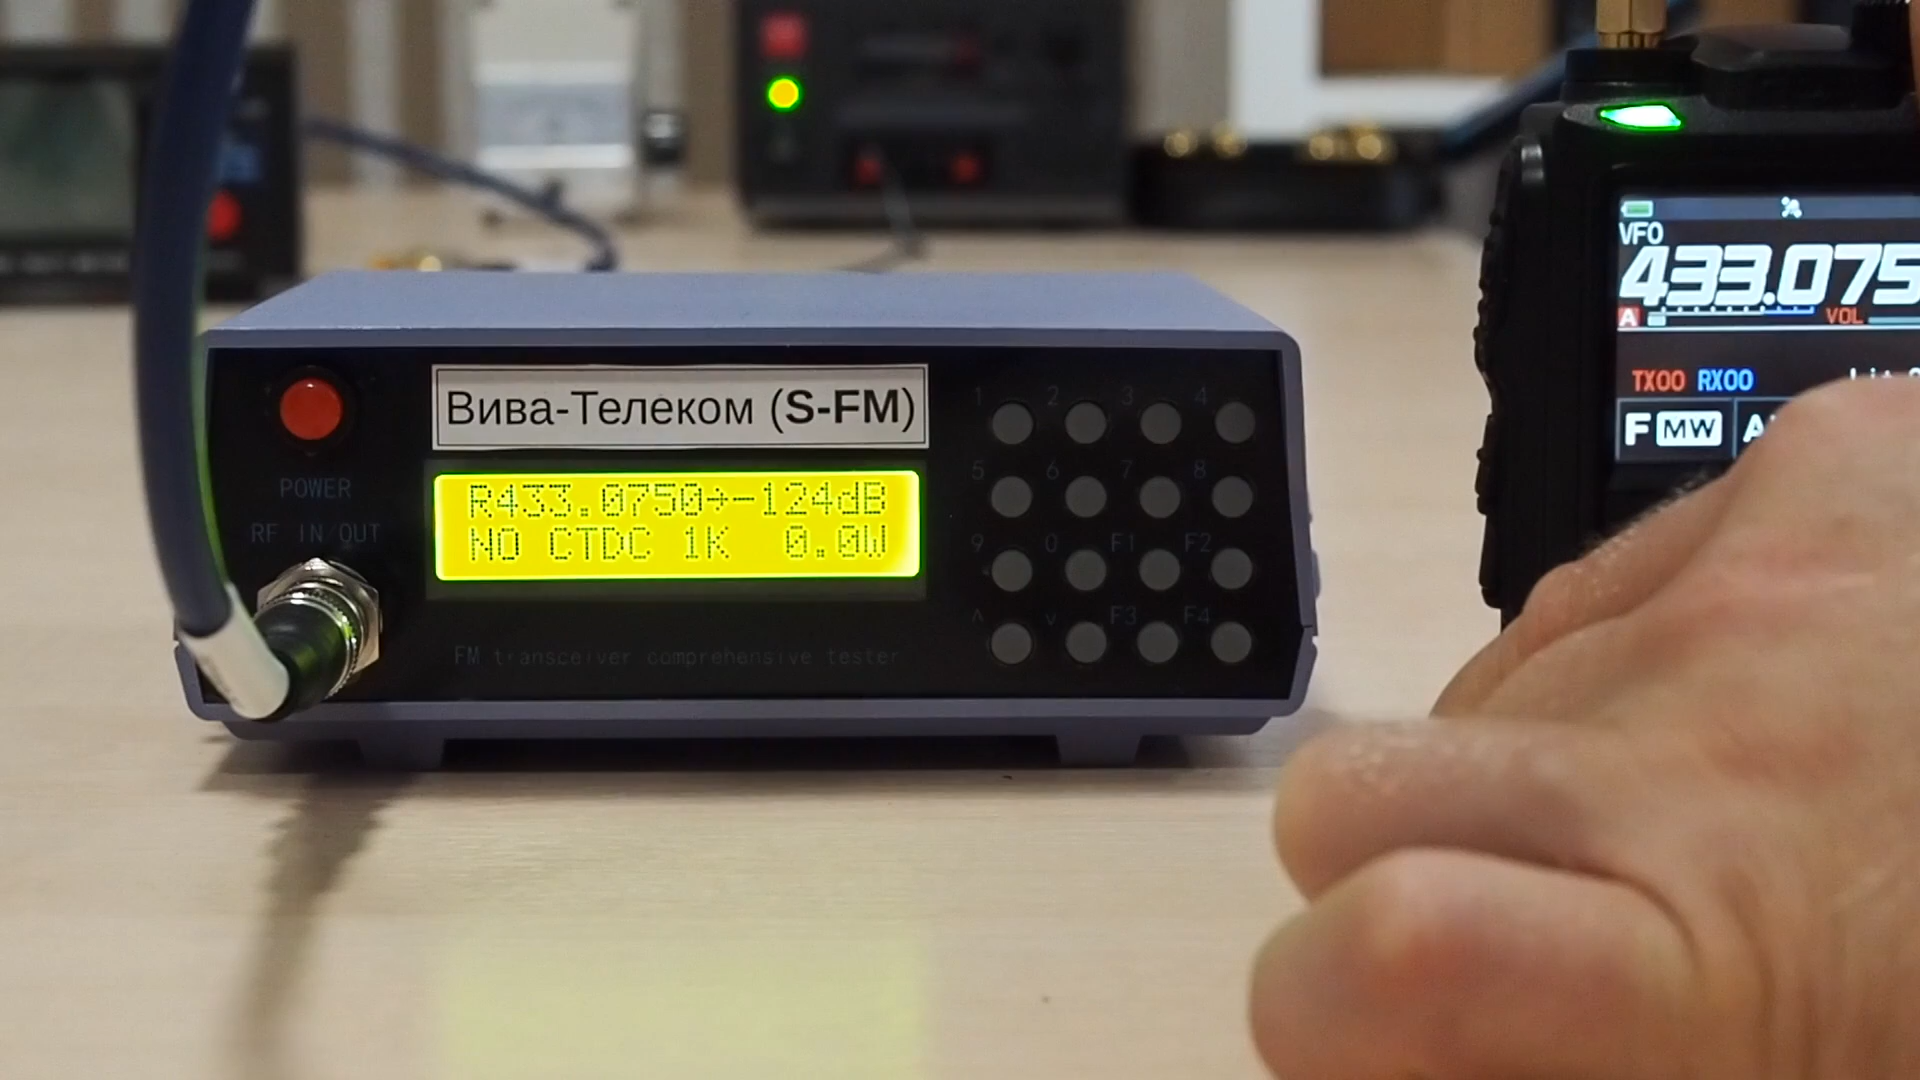 Вива-Телеком (S-FM)
POWER
RF IN/OUT
R433.0750→-124dB
NO CTDC 1K 0.0W
FM transceiver comprehensive tester
1 2 3 4
5 6 7 8
9 0 F1 F2
^ v F3 F4
VFO
433.075
A VOL
TX00 RX00
F MW